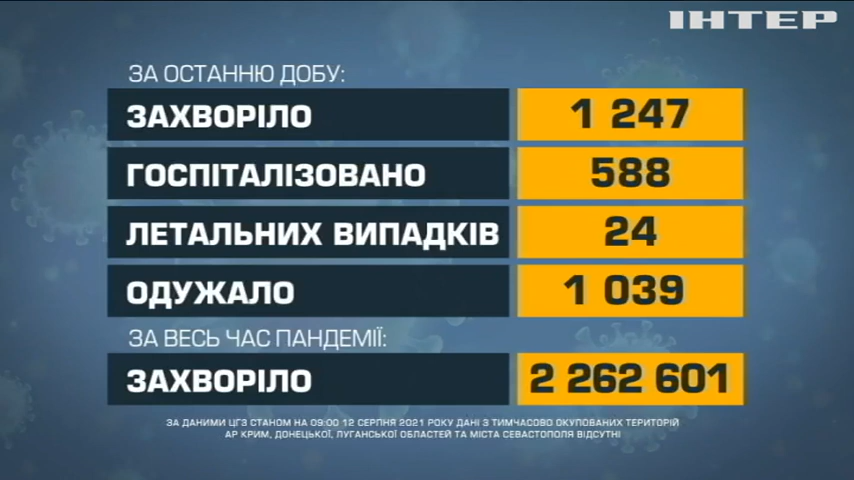 ІНТЕР
ЗА ОСТАННЮ ДОБУ:
ЗАХВОРІЛО 1 247
ГОСПІТАЛІЗОВАНО 588
ЛЕТАЛЬНИХ ВИПАДКІВ 24
ОДУЖАЛО 1 039
ЗА ВЕСЬ ЧАС ПАНДЕМІЇ:
ЗАХВОРІЛО 2 262 601
ЗА ДАНИМИ ЦГЗ СТАНОМ НА 09:00 12 СЕРПНЯ 2021 РОКУ ДАНІ З ТИМЧАСОВО ОКУПОВАНИХ ТЕРИТОРІЙ
АР КРИМ, ДОНЕЦЬКОЇ, ЛУГАНСЬКОЇ ОБЛАСТЕЙ ТА МІСТА СЕВАСТОПОЛЯ ВІДСУТНІ